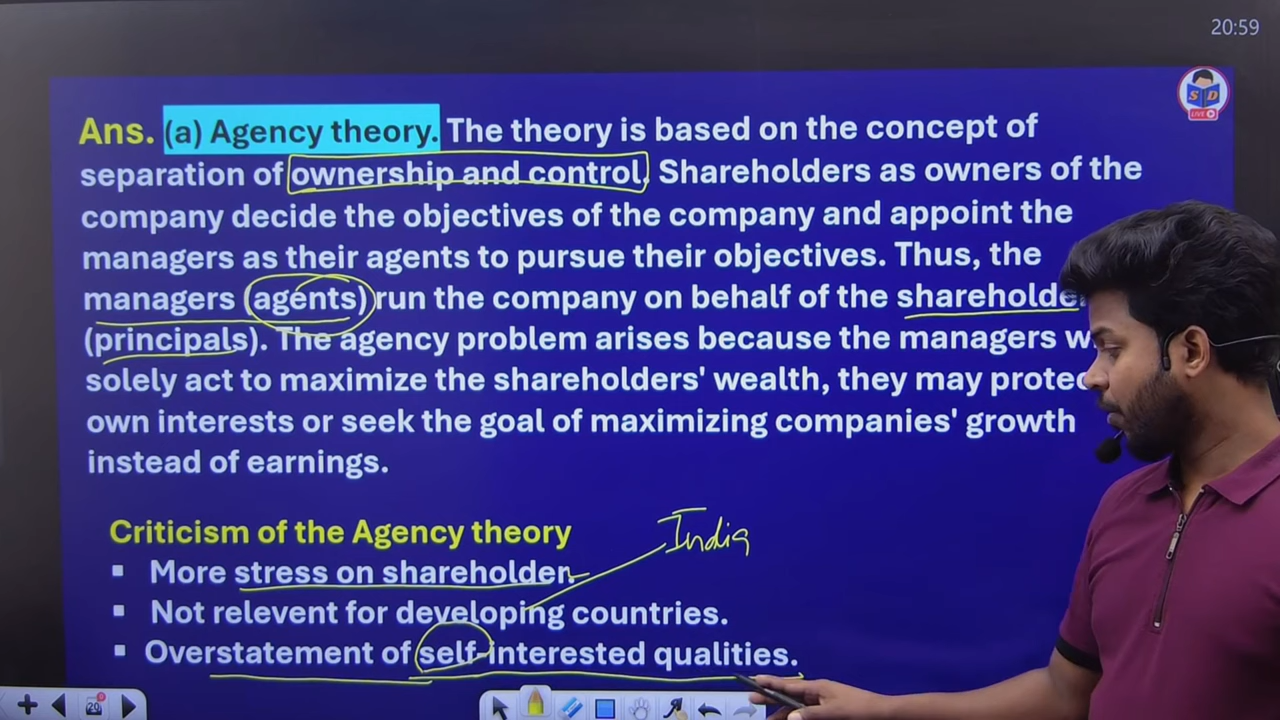 20:59
S D
LIVE
Ans. (a) Agency theory. The theory is based on the concept of
separation of ownership and control. Shareholders as owners of the
company decide the objectives of the company and appoint the
managers as their agents to pursue their objectives. Thus, the
managers (agents) run the company on behalf of the
(principals). The agency problem arises because the managers
solely act to maximize the shareholders' wealth, they may
own interests or seek the goal of maximizing companies' growth
instead of earnings.
Criticism of the Agency theory
India
▪ More stress on shareholder.
▪ Not relevent for developing countries.
▪ Overstatement of self-interested qualities.
20